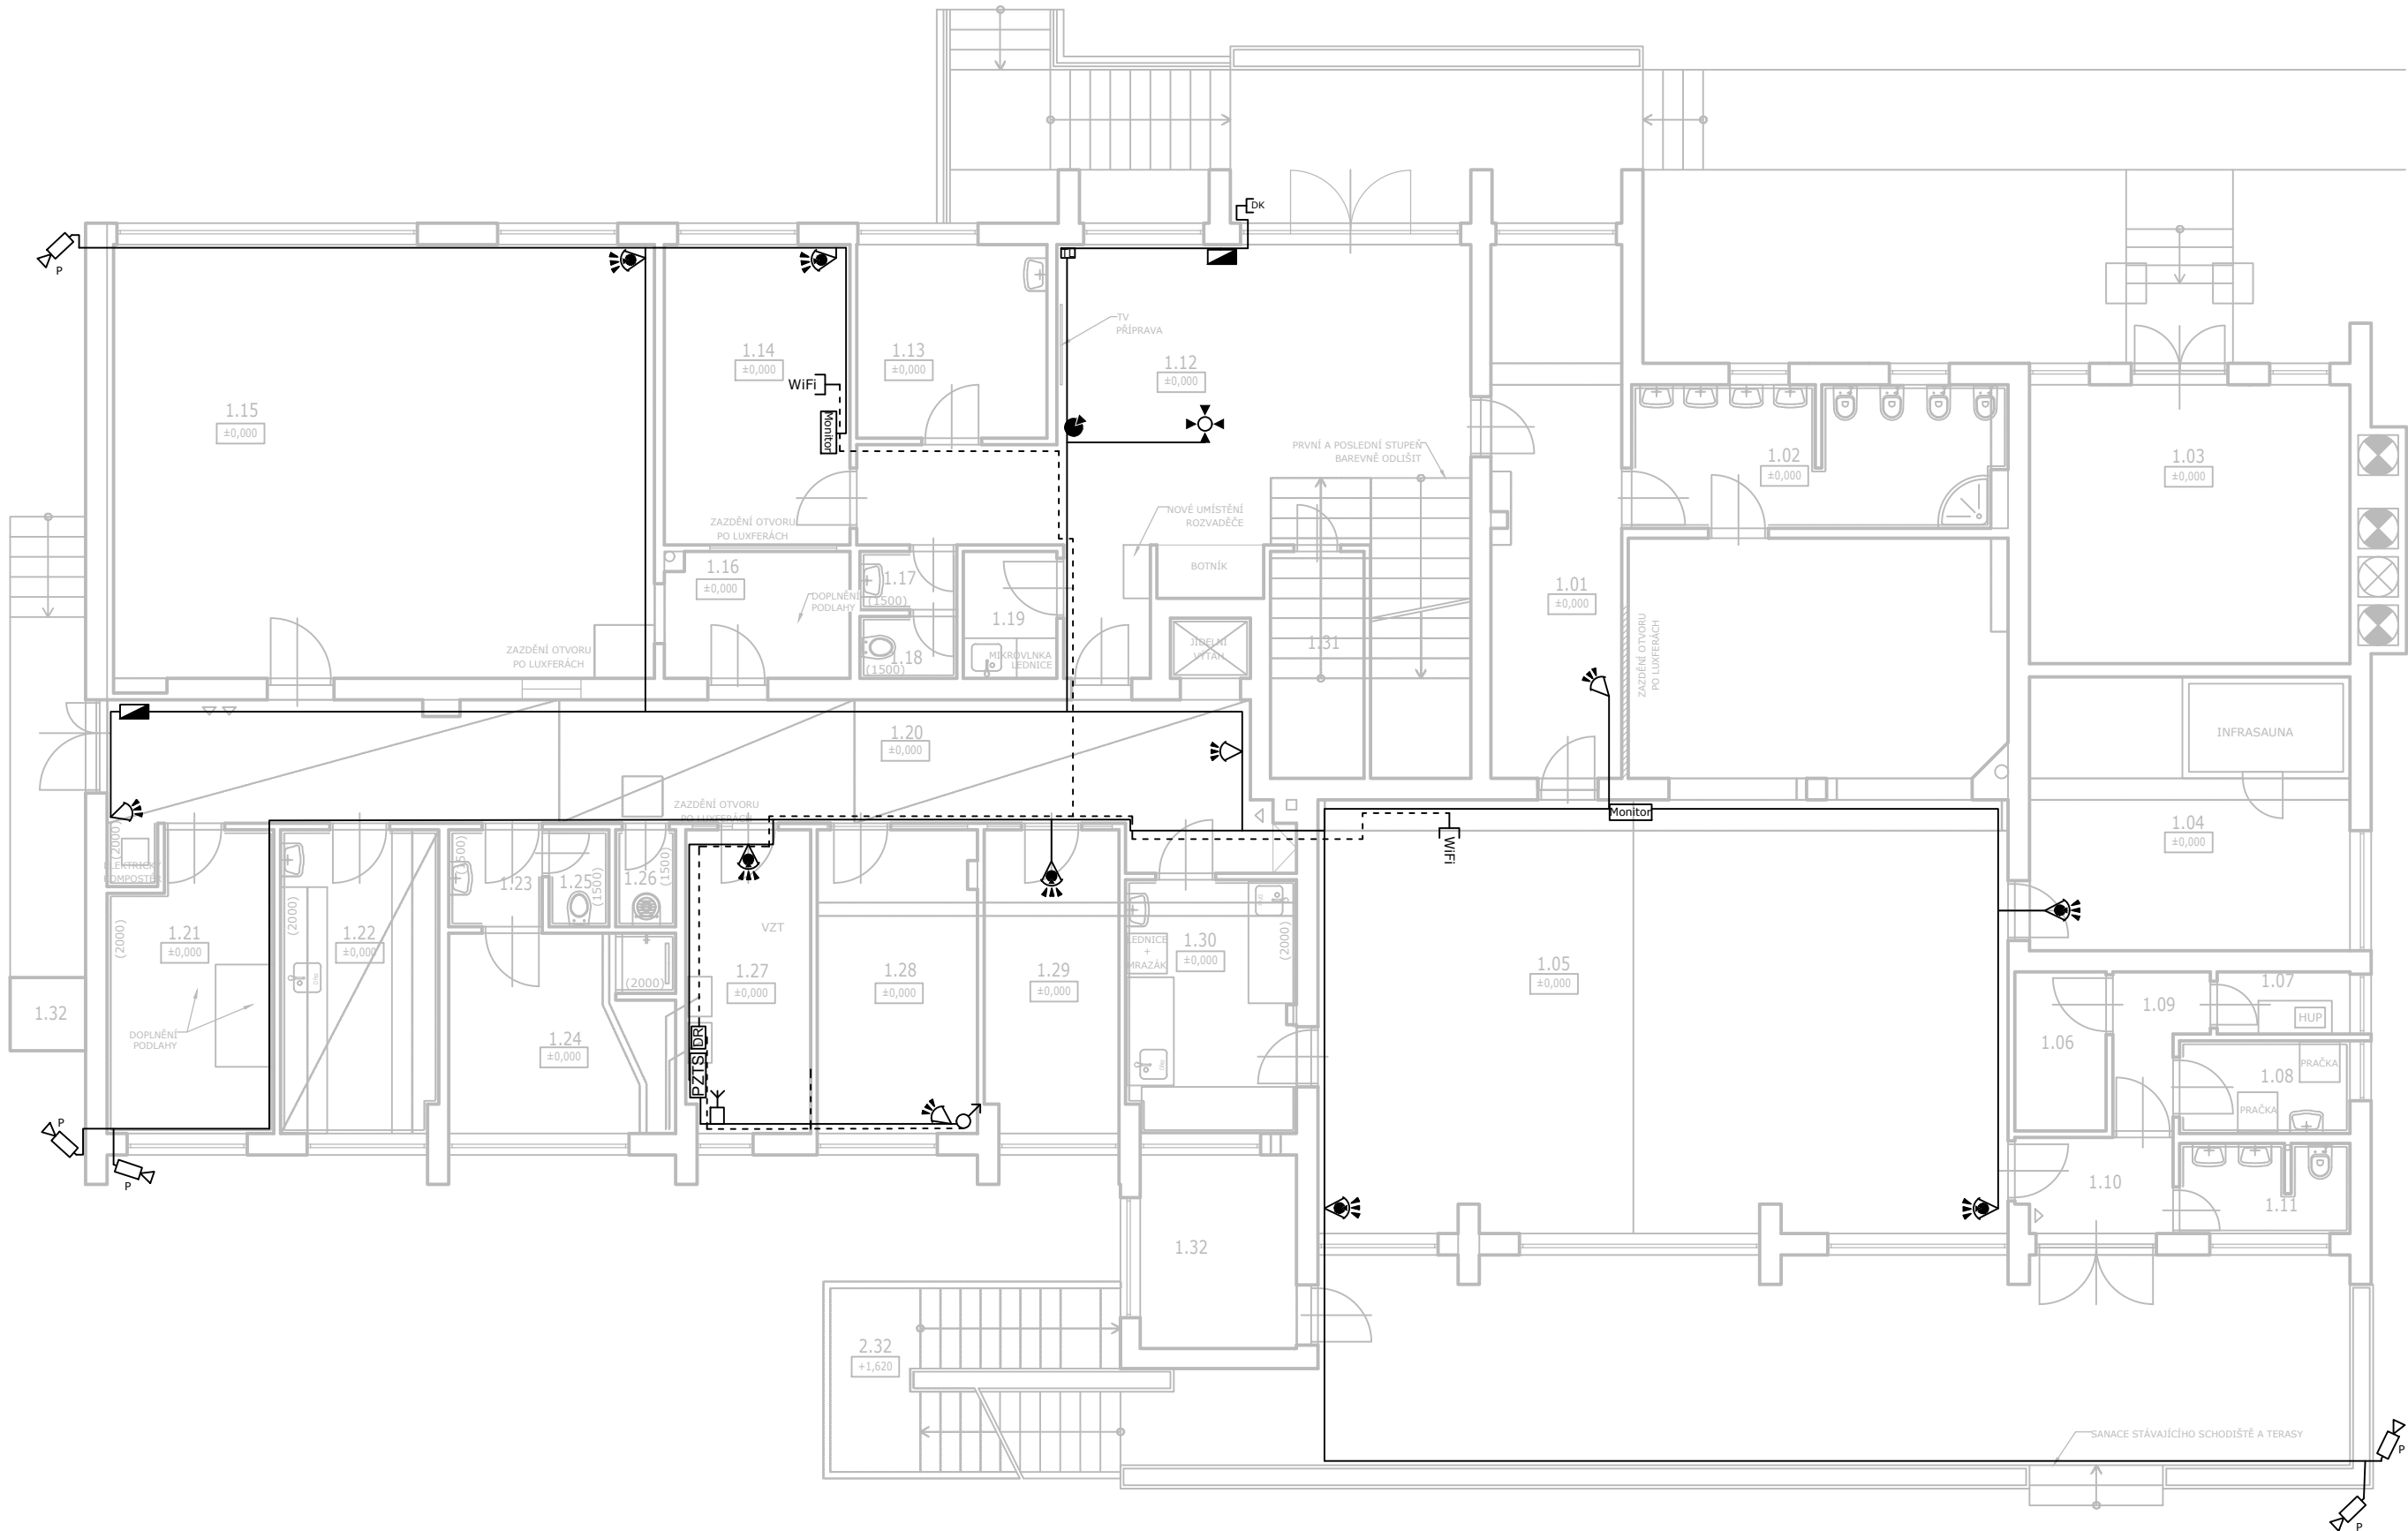 DK
P
TV
PŘÍPRAVA
1.14
±0,000
1.13
±0,000
1.12
±0,000
WiFi
Monitor
1.15
±0,000
PRVNÍ A POSLEDNÍ STUPEŇ
BAREVNĚ ODLIŠIT
1.02
±0,000
1.03
±0,000
ZAZDĚNÍ OTVORU
PO LUXFERÁCH
NOVÉ UMÍSTĚNÍ
ROZVADĚČE
BOTNÍK
1.16
±0,000
1.17
(1500)
DOPLNĚNÍ
PODLAHY
1.19
1.01
±0,000
1.18
(1500)
MIKROVLNKA
LEDNICE
JÍDELNÍ
VÝTAH
1.31
ZAZDĚNÍ OTVORU
PO LUXFERÁCH
ZAZDĚNÍ OTVORU
PO LUXFERÁCH
1.20
±0,000
INFRASAUNA
ZAZDĚNÍ OTVORU
PO LUXFERÁCH
Monitor
WiFi
1.04
±0,000
(2000)
ELEKTRICKÝ
KOMPOSTÉR
(1500)
1.23
1.25
(1500)
1.26
(1500)
1.21
±0,000
(2000)
(2000)
1.22
±0,000
VZT
LEDNICE
+
MRAZÁK
1.30
±0,000
(2000)
(2000)
1.27
±0,000
1.28
±0,000
1.29
±0,000
1.05
±0,000
1.32
DOPLNĚNÍ
PODLAHY
1.24
±0,000
DR
PZTS
1.07
1.09
HUP
1.06
PRAČKA
1.08
PRAČKA
P
P
1.10
1.11
1.32
2.32
+1,620
SANACE STÁVAJÍCÍHO SCHODIŠTĚ A TERASY
P
P